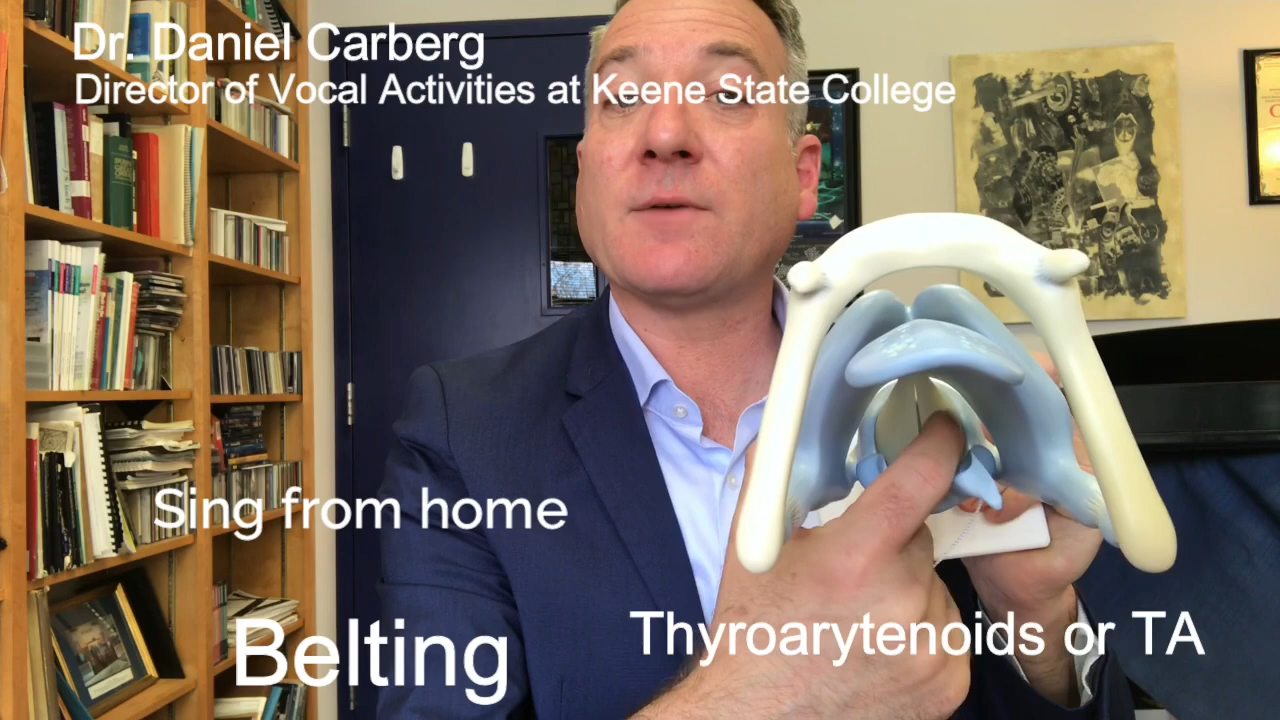 Dr. Daniel Carberg
Director of Vocal Activities at Keene State College
Sing from home
Belting
Thyroarytenoids or TA